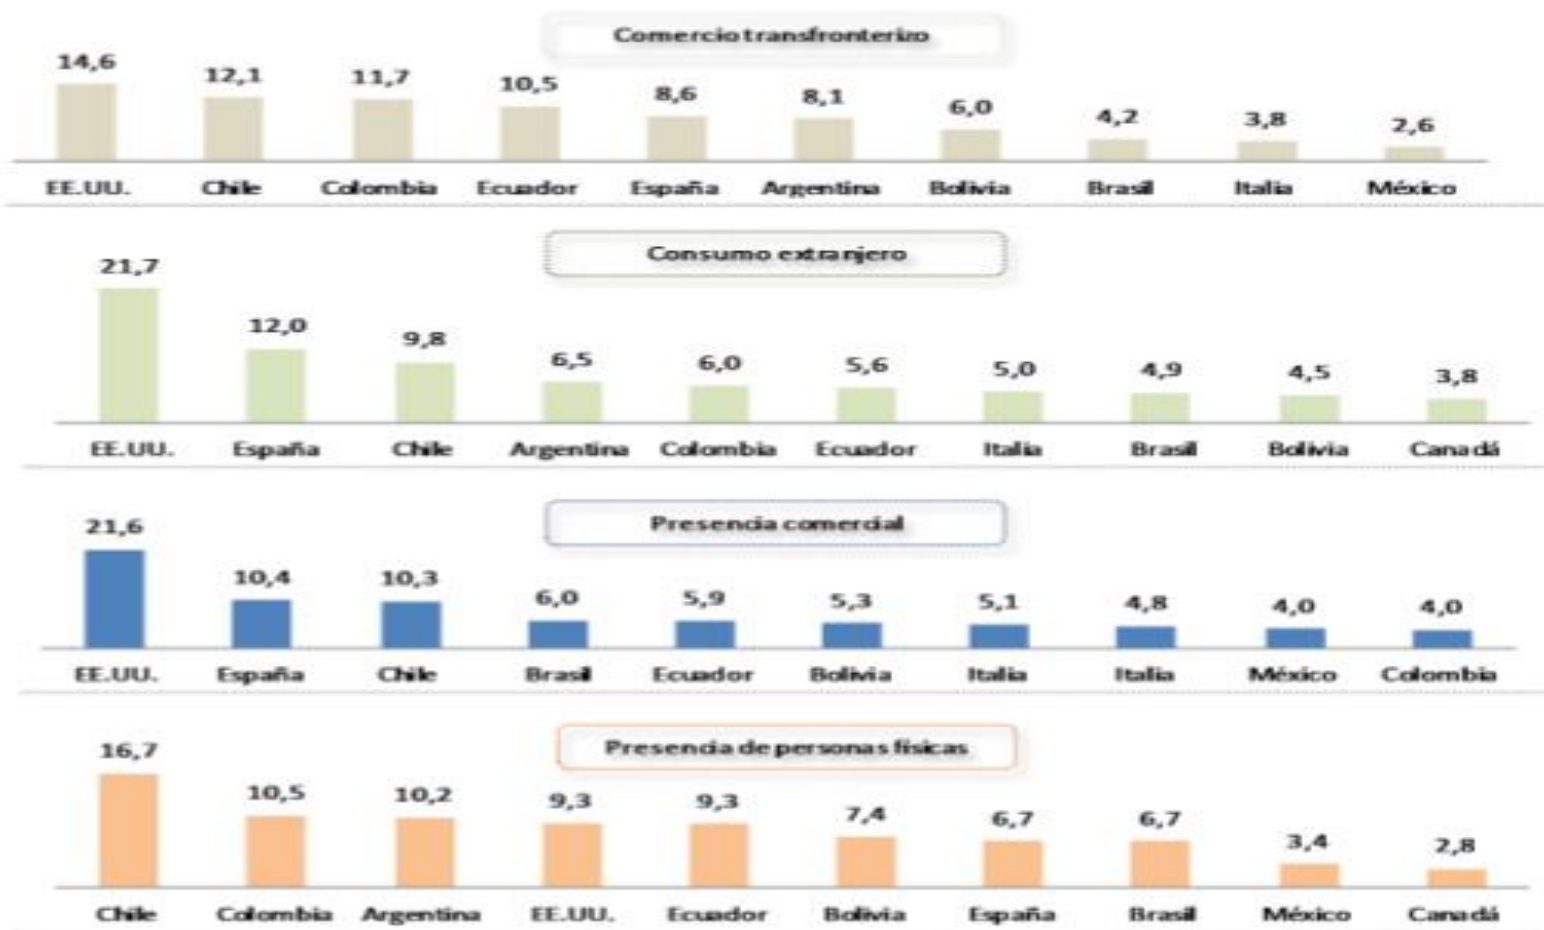 Comercio transfronterizo
14,6 12,1 11,7 10,5 8,6 8,1 6,0 4,2 3,8 2,6
EE.UU. Chile Colombia Ecuador España Argentina Bolivia Brasil Italia México
Consumo extranjero
21,7 12,0 9,8 6,5 6,0 5,6 5,0 4,9 4,5 3,8
EE.UU. España Chile Argentina Colombia Ecuador Italia Brasil Bolivia Canadá
Presencia comercial
21,6 10,4 10,3 6,0 5,9 5,3 5,1 4,8 4,0 4,0
EE.UU. España Chile Brasil Ecuador Bolivia Italia Italia México Colombia
Presencia de personas físicas
16,7 10,5 10,2 9,3 9,3 7,4 6,7 6,7 3,4 2,8
Chile Colombia Argentina EE.UU. Ecuador Bolivia España Brasil México Canadá